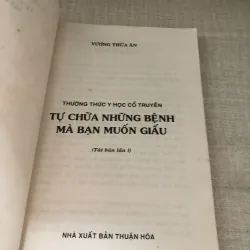 VƯƠNG THỪA ÂN
THƯỜNG THỨC Y HỌC CỔ TRUYỀN
TỰ CHỮA NHỮNG BỆNH
MÀ BẠN MUỐN GIẤU
(Tái bản lần 1)
NHÀ XUẤT BẢN THUẬN HÓA